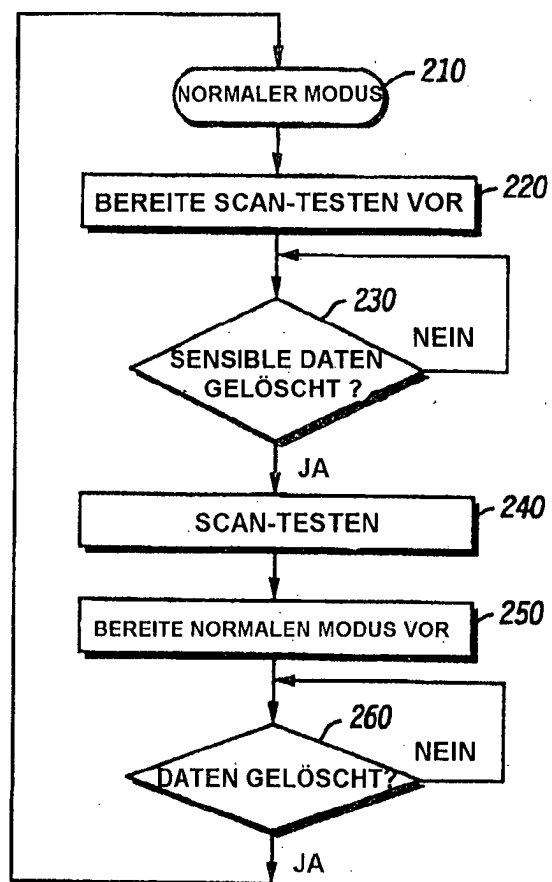 NORMALER MODUS
210
BEREITE SCAN-TESTEN VOR
220
230
SENSIBLE DATEN
GELÖSCHT ?
NEIN
JA
SCAN-TESTEN
240
BEREITE NORMALEN MODUS VOR
250
260
DATEN GELÖSCHT?
NEIN
JA